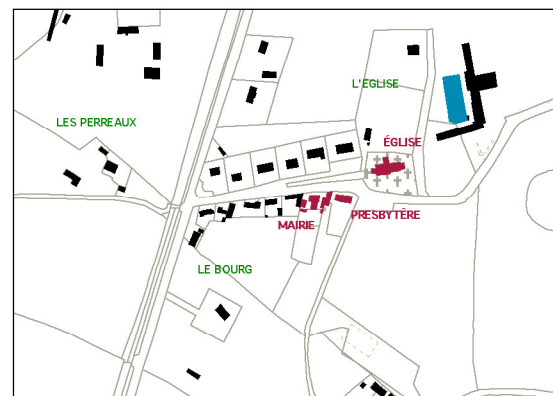 L'EGLISE
LES PERREAUX
ÉGLISE
PRESBYTÈRE
MAIRIE
LE BOURG